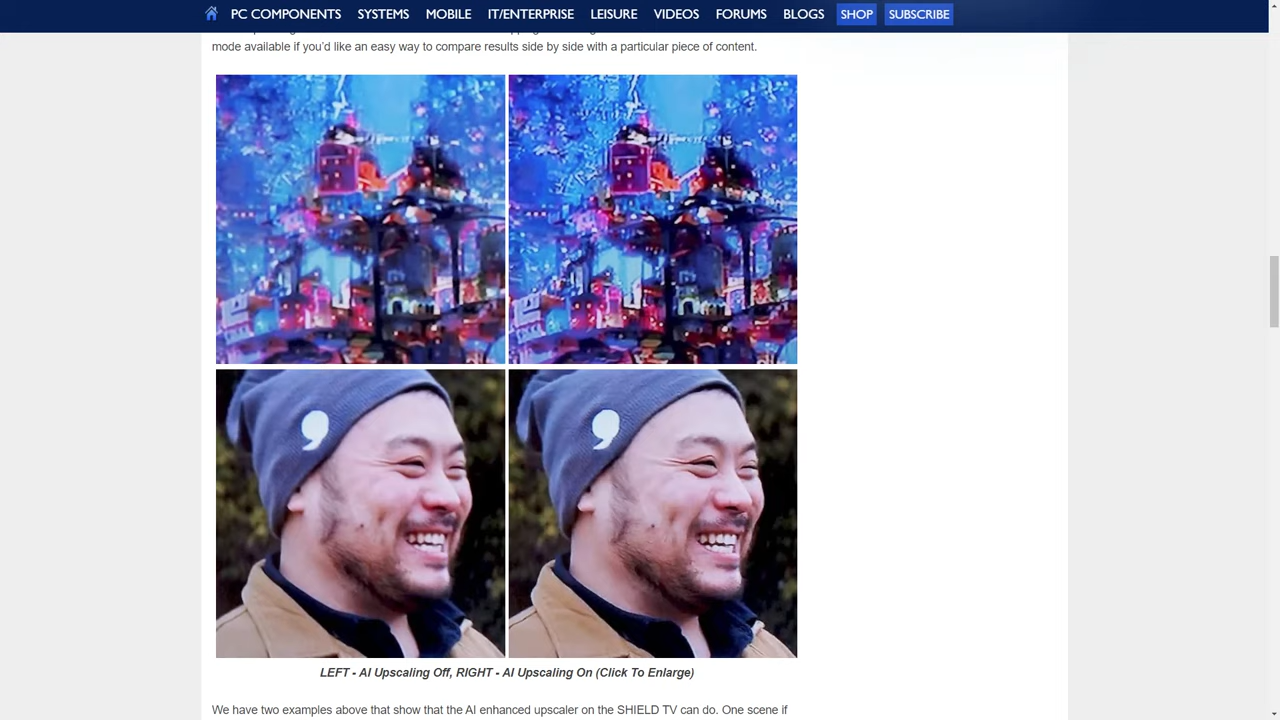 PC COMPONENTS SYSTEMS MOBILE IT/ENTERPRISE LEISURE VIDEOS FORUMS BLOGS SHOP SUBSCRIBE
mode available if you'd like an easy way to compare results side by side with a particular piece of content.
LEFT - AI Upscaling Off, RIGHT - AI Upscaling On (Click To Enlarge)
We have two examples above that show that the AI enhanced upscaler on the SHIELD TV can do. One scene if